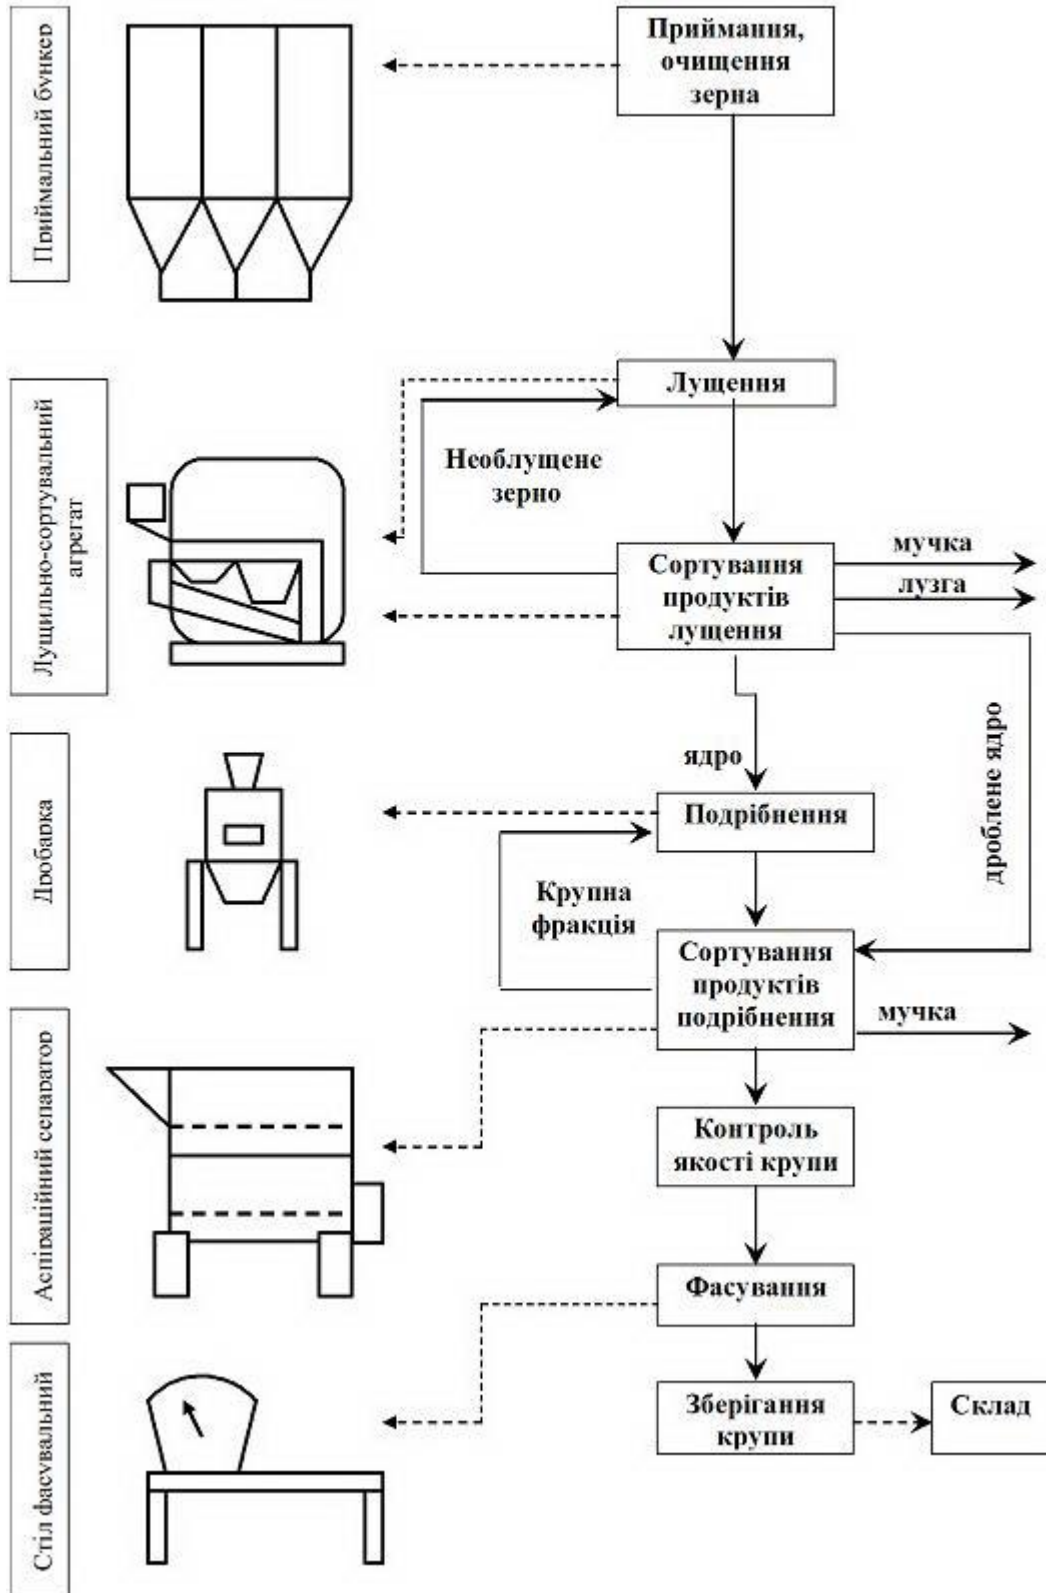 Приймальний бункер
Приймання,
очищення
зерна
Лущильно-сортувальний
агрегат
Лущення
Необлущене
зерно
Сортування
продуктів
лущення
мучка
лузга
дроблене ядро
ядро
Дробарка
Подрібнення
Крупна
фракція
Сортування
продуктів
подрібнення
мучка
Аспіраційний сепаратор
Контроль
якості крупи
Фасування
Стіл фасувальний
Зберігання
крупи
Склад